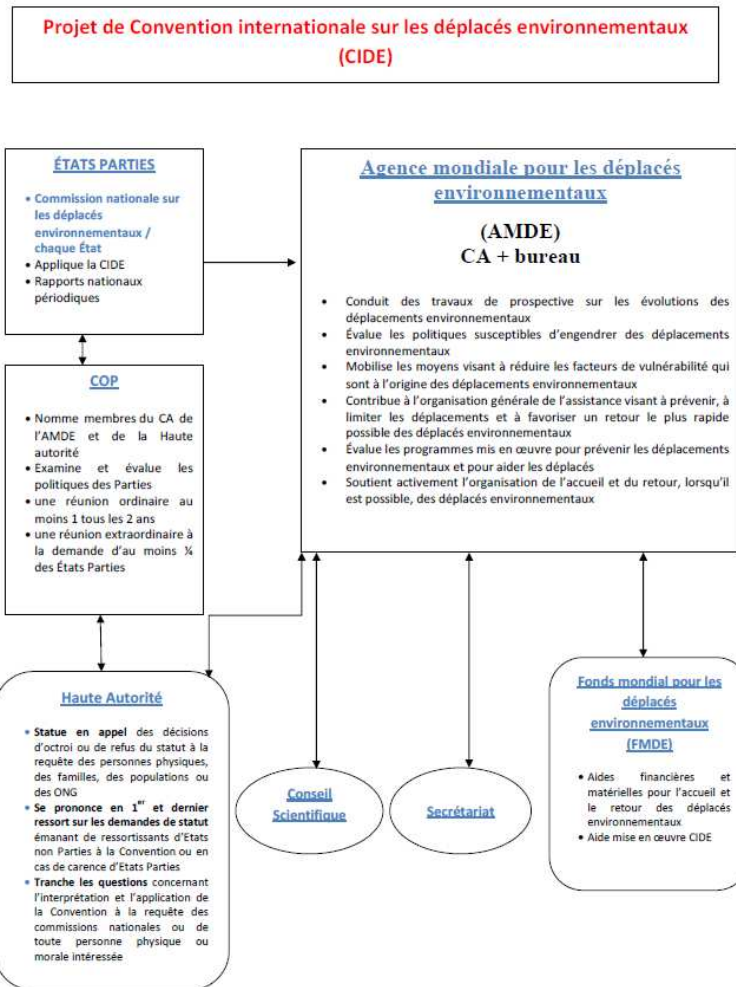 Projet de Convention internationale sur les déplacés environnementaux
(CIDE)
ÉTATS PARTIES
• Commission nationale sur
les déplacés
environnementaux /
chaque État
• Applique la CIDE
• Rapports nationaux
périodiques
Agence mondiale pour les déplacés
environnementaux
(AMDE)
CA + bureau
• Conduit des travaux de prospective sur les évolutions des
déplacements environnementaux
• Évalue les politiques susceptibles d'engendrer des déplacements
environnementaux
• Mobilise les moyens visant à réduire les facteurs de vulnérabilité qui
sont à l'origine des déplacements environnementaux
• Contribue à l'organisation générale de l'assistance visant à prévenir, à
limiter les déplacements et à favoriser un retour le plus rapide
possible des déplacés environnementaux
• Évalue les programmes mis en œuvre pour prévenir les déplacements
environnementaux et pour aider les déplacés
• Soutient activement l'organisation de l'accueil et du retour, lorsqu'il
est possible, des déplacés environnementaux
COP
• Nomme membres du CA de
l'AMDE et de la Haute
autorité
• Examine et évalue les
politiques des Parties
• une réunion ordinaire au
moins 1 tous les 2 ans
• une réunion extraordinaire à
la demande d'au moins ¼
des États Parties
Haute Autorité
• Statue en appel des décisions
d'octroi ou de refus du statut à la
requête des personnes physiques,
des familles, des populations ou
des ONG
• Se prononce en 1er et dernier
ressort sur les demandes de statut
émanant de ressortissants d'Etats
non Parties à la Convention ou en
cas de carence d'Etats Parties
• Tranche les questions concernant
l'interprétation et l'application de
la Convention à la requête des
commissions nationales ou de
toute personne physique ou
morale intéressée
Conseil
Scientifique
Secrétariat
Fonds mondial pour les
déplacés
environnementaux
(FMDE)
• Aides financières et
matérielles pour l'accueil et
le retour des déplacés
environnementaux
• Aide mise en œuvre CIDE